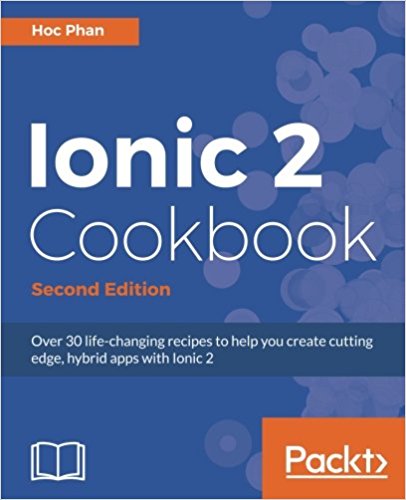 Hoc Phan
Ionic 2
Cookbook
Second Edition
Over 30 life-changing recipes to help you create cutting
edge, hybrid apps with Ionic 2
Packt>